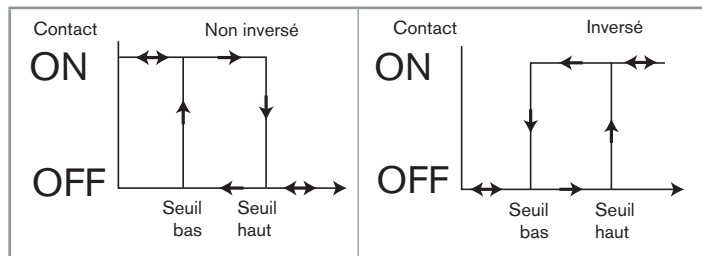 Contact Non inversé
ON
OFF
Seuil bas
Seuil haut
Contact Inversé
ON
OFF
Seuil bas
Seuil haut